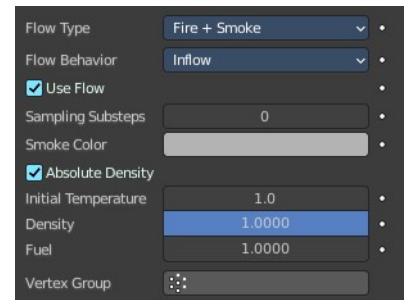 Flow Type Fire + Smoke
Flow Behavior Inflow
Use Flow
Sampling Substeps 0
Smoke Color
Absolute Density
Initial Temperature 1.0
Density 1.0000
Fuel 1.0000
Vertex Group